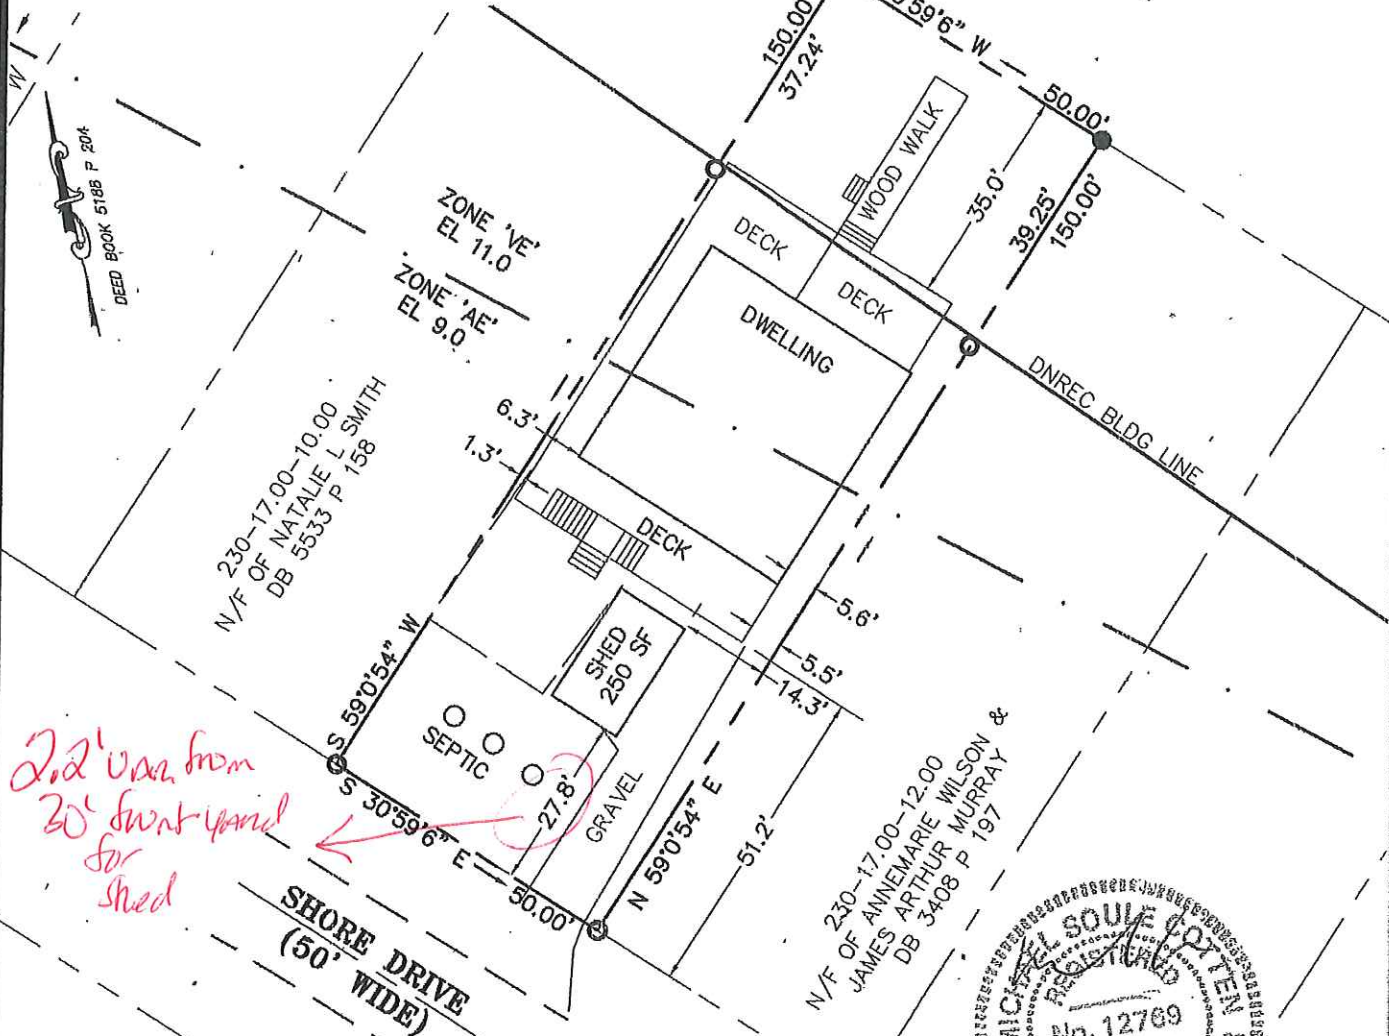 150.00'
37.24'
59'6" W
50.00'
39.25'
150.00'
35.0'
WOOD WALK
DECK
DECK
DWELLING
DNREC BLDG LINE
W
DEED BOOK 5188 P 204
ZONE 'VE'
EL 11.0
ZONE 'AE'
EL 9.0
6.3'
1.3'
230-17.00-10.00
N/F OF NATALIE L SMITH
DB 5533 P 158
DECK
5.6'
5.5'
14.3'
SHED
250 SF
S 59°0'54" W
SEPTIC
27.8'
GRAVEL
N 59°0'54" E
51.2'
S 30°59'6" E
50.00'
2.2' var. from
30' front yard
for
shed
SHORE DRIVE
(50' WIDE)
230-17.00-12.00
N/F OF ANNEMARIE WILSON &
JAMES ARTHUR MURRAY
DB 3408 P 197
MICHAEL SOULE COTTEN
REGISTERED
No. 12769